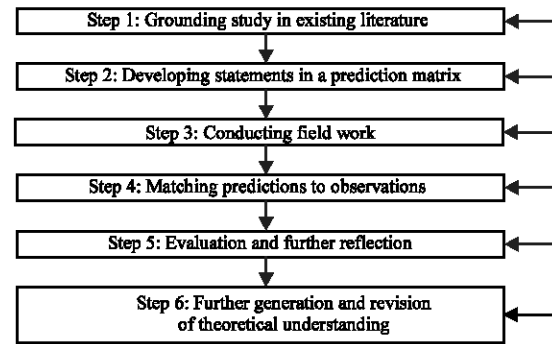 Step 1: Grounding study in existing literature
Step 2: Developing statements in a prediction matrix
Step 3: Conducting field work
Step 4: Matching predictions to observations
Step 5: Evaluation and further reflection
Step 6: Further generation and revision
of theoretical understanding